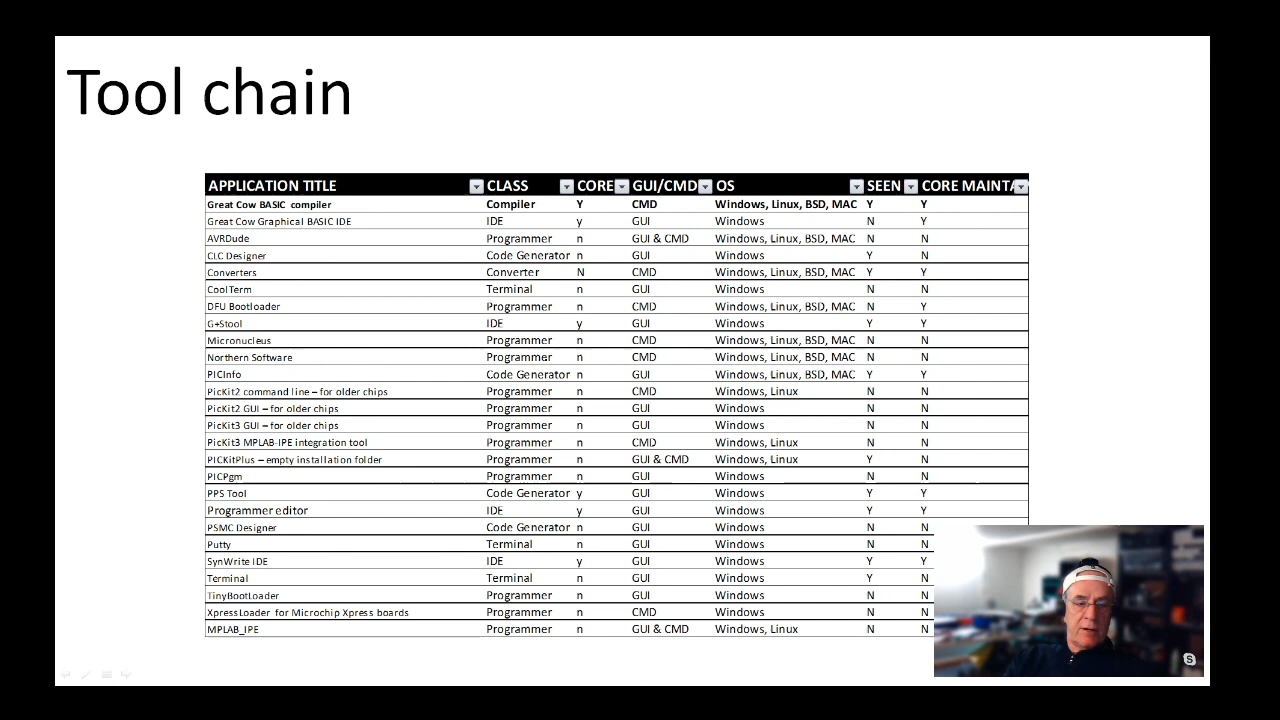 Tool chain
APPLICATION TITLE CLASS CORE GUI/CMD OS SEEN CORE MAINTA
Great Cow BASIC compiler Compiler Y CMD Windows, Linux, BSD, MAC Y Y
Great Cow Graphical BASIC IDE IDE y GUI Windows N Y
AVRDude Programmer n GUI & CMD Windows, Linux, BSD, MAC N N
CLC Designer Code Generator n GUI Windows Y N
Converters Converter N CMD Windows, Linux, BSD, MAC Y Y
CoolTerm Terminal n GUI Windows N N
DFU Bootloader Programmer n CMD Windows, Linux, BSD, MAC N Y
G+Stool IDE y GUI Windows Y Y
Micronucleus Programmer n CMD Windows, Linux, BSD, MAC N N
Northern Software Programmer n CMD Windows, Linux, BSD, MAC N N
PICInfo Code Generator n GUI Windows, Linux, BSD, MAC Y Y
PicKit2 command line – for older chips Programmer n CMD Windows, Linux N N
PicKit2 GUI – for older chips Programmer n GUI Windows N N
PicKit3 GUI – for older chips Programmer n GUI Windows N N
PicKit3 MPLAB-IPE integration tool Programmer n CMD Windows, Linux N N
PICKitPlus – empty installation folder Programmer n GUI & CMD Windows, Linux Y N
PICPgm Programmer n GUI Windows N N
PPS Tool Code Generator y GUI Windows Y Y
Programmer editor IDE y GUI Windows Y Y
PSMC Designer Code Generator n GUI Windows N N
Putty Terminal n GUI Windows N N
SynWrite IDE IDE y GUI Windows Y Y
Terminal Terminal n GUI Windows Y N
TinyBootLoader Programmer n GUI Windows N N
XpressLoader for Microchip Xpress boards Programmer n CMD Windows N N
MPLAB_IPE Programmer n GUI & CMD Windows, Linux N N